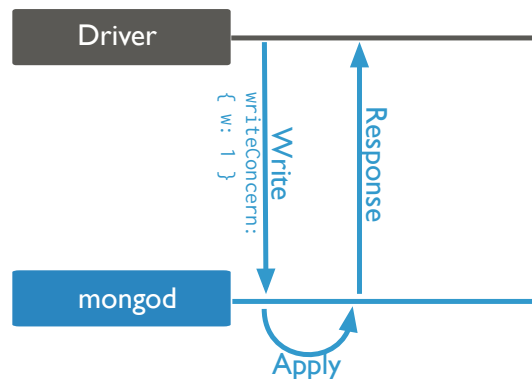 Driver
Write
writeConcern:
{ w: 1 }
Response
mongod
Apply